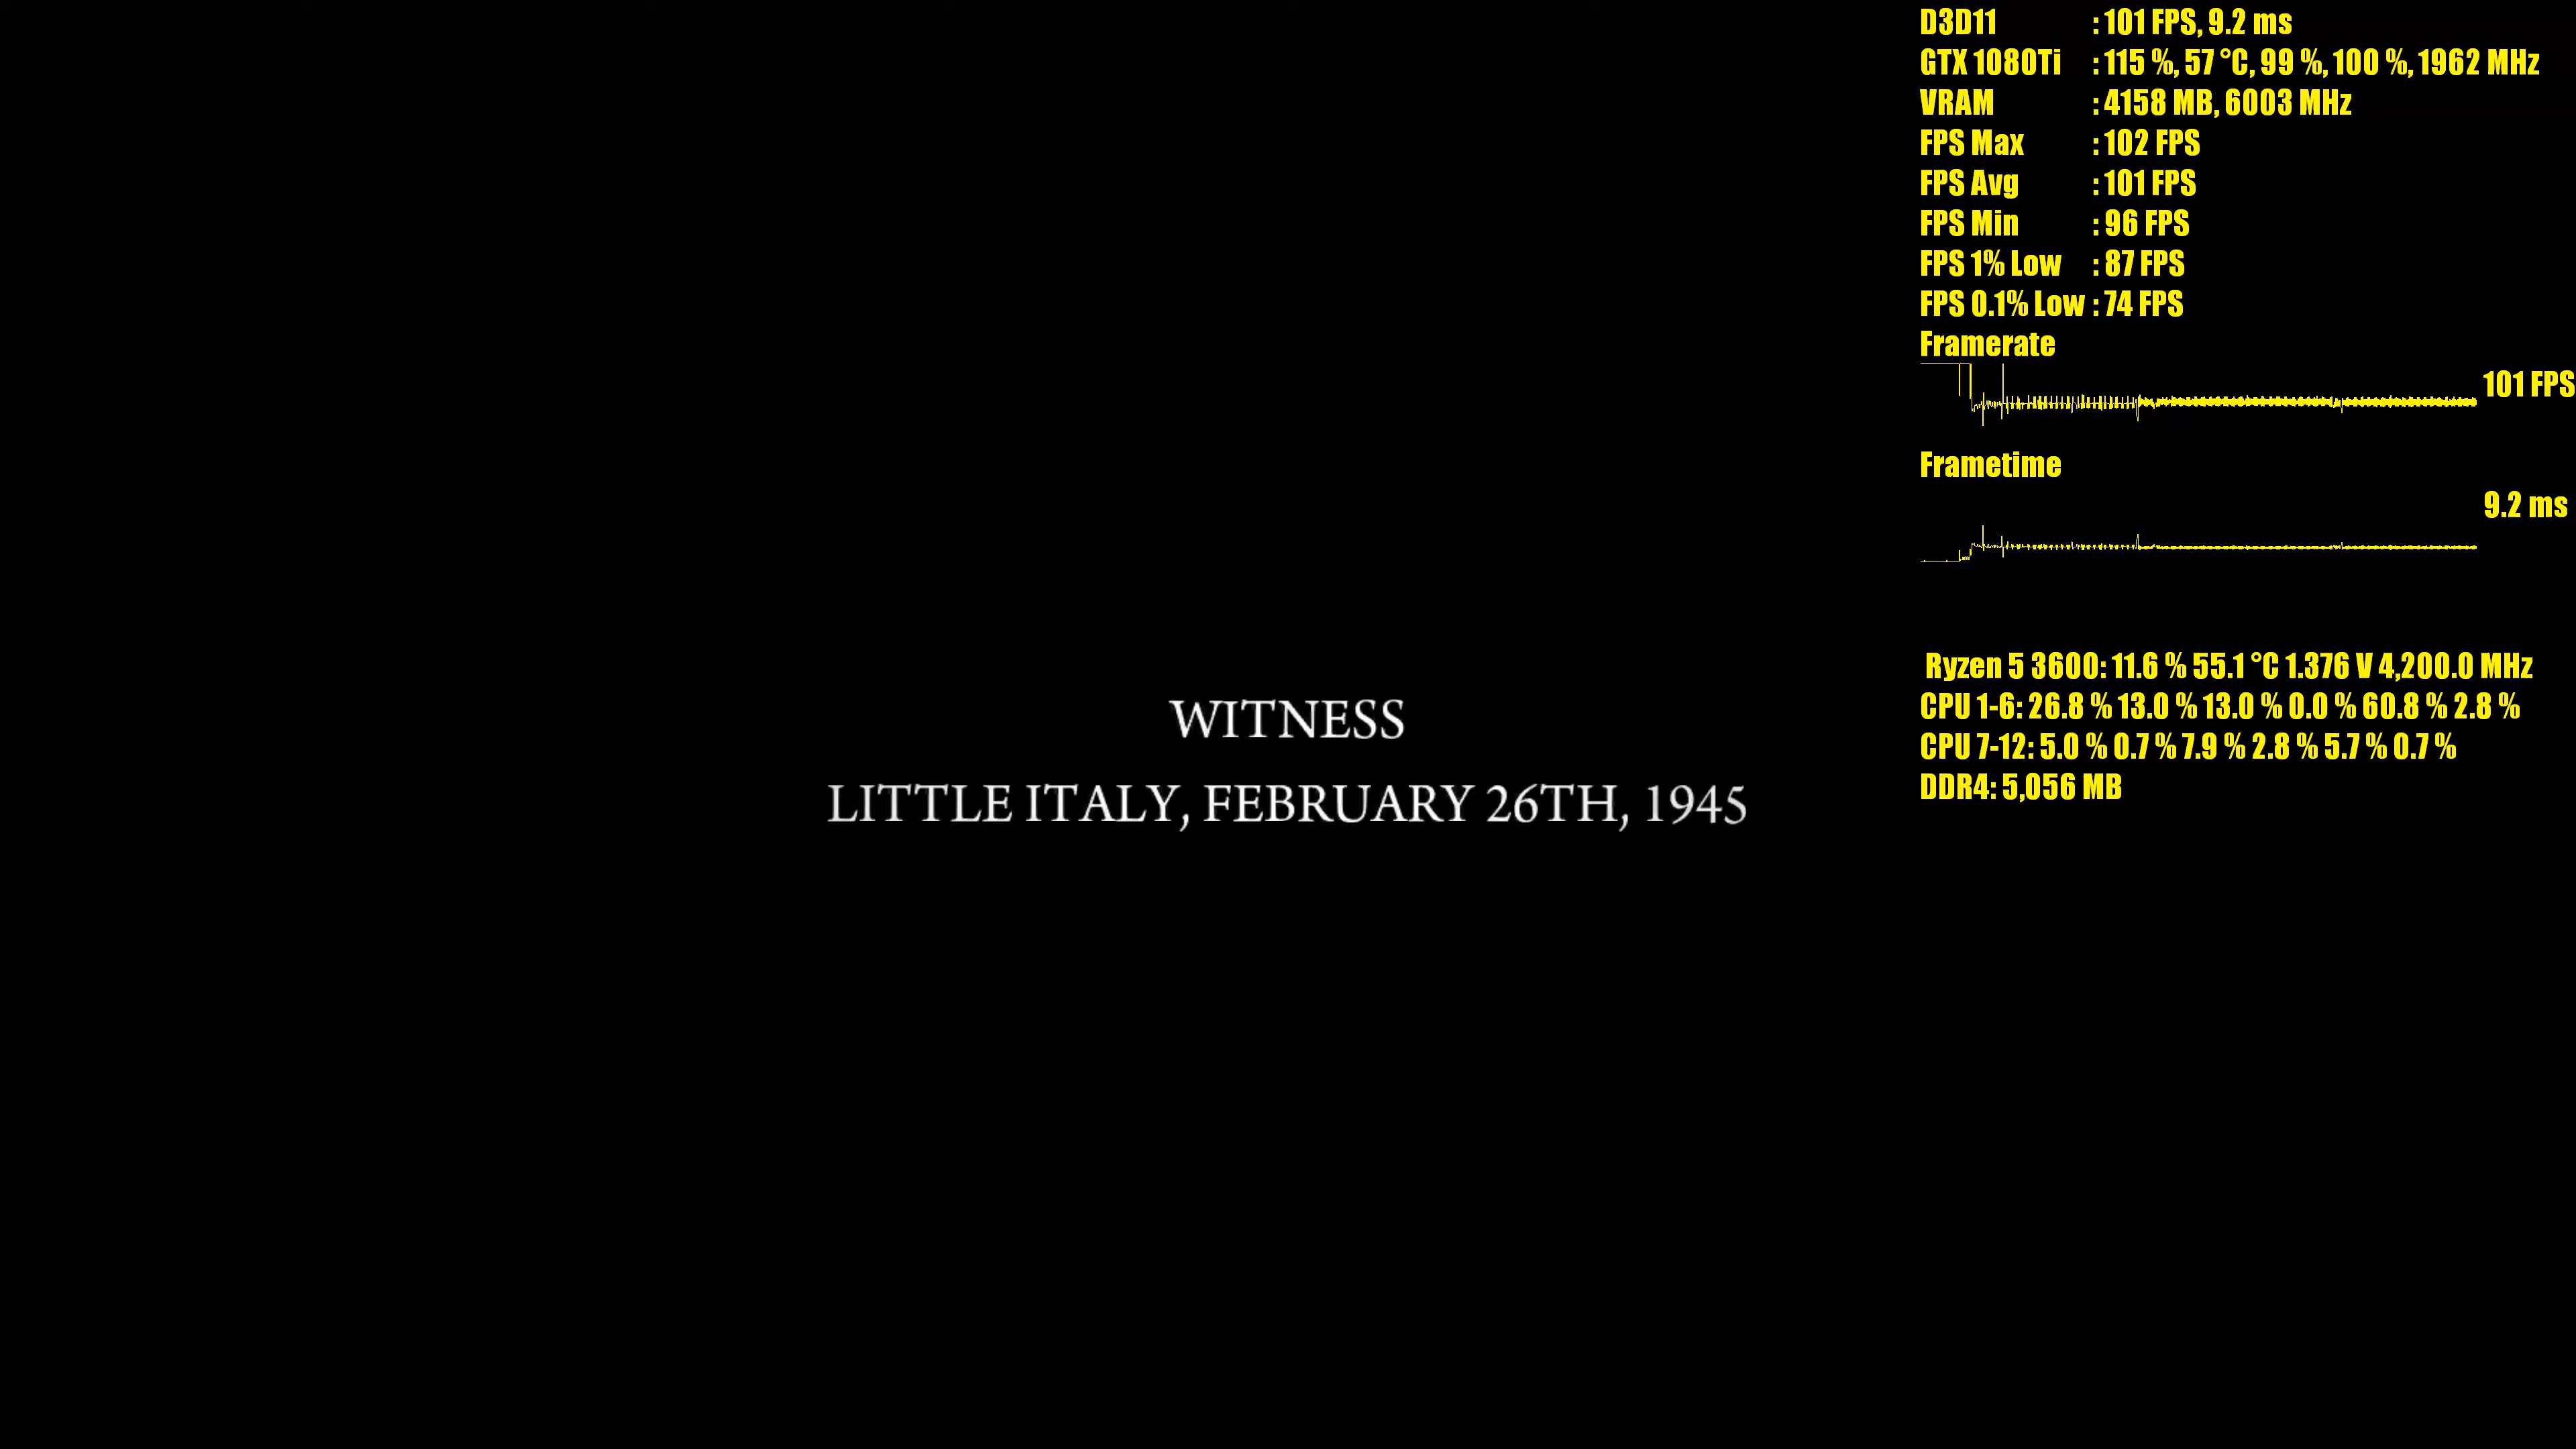 D3D11 : 101 FPS, 9.2 ms
GTX 1080Ti : 115 %, 57 °C, 99 %, 100 %, 1962 MHz
VRAM : 4158 MB, 6003 MHz
FPS Max : 102 FPS
FPS Avg : 101 FPS
FPS Min : 96 FPS
FPS 1% Low : 87 FPS
FPS 0.1% Low : 74 FPS
Framerate
101 FPS
Frametime
9.2 ms
Ryzen 5 3600: 11.6 % 55.1 °C 1.376 V 4,200.0 MHz
CPU 1-6: 26.8 % 13.0 % 13.0 % 0.0 % 60.8 % 2.8 %
CPU 7-12: 5.0 % 0.7 % 7.9 % 2.8 % 5.7 % 0.7 %
DDR4: 5,056 MB
WITNESS
LITTLE ITALY, FEBRUARY 26TH, 1945